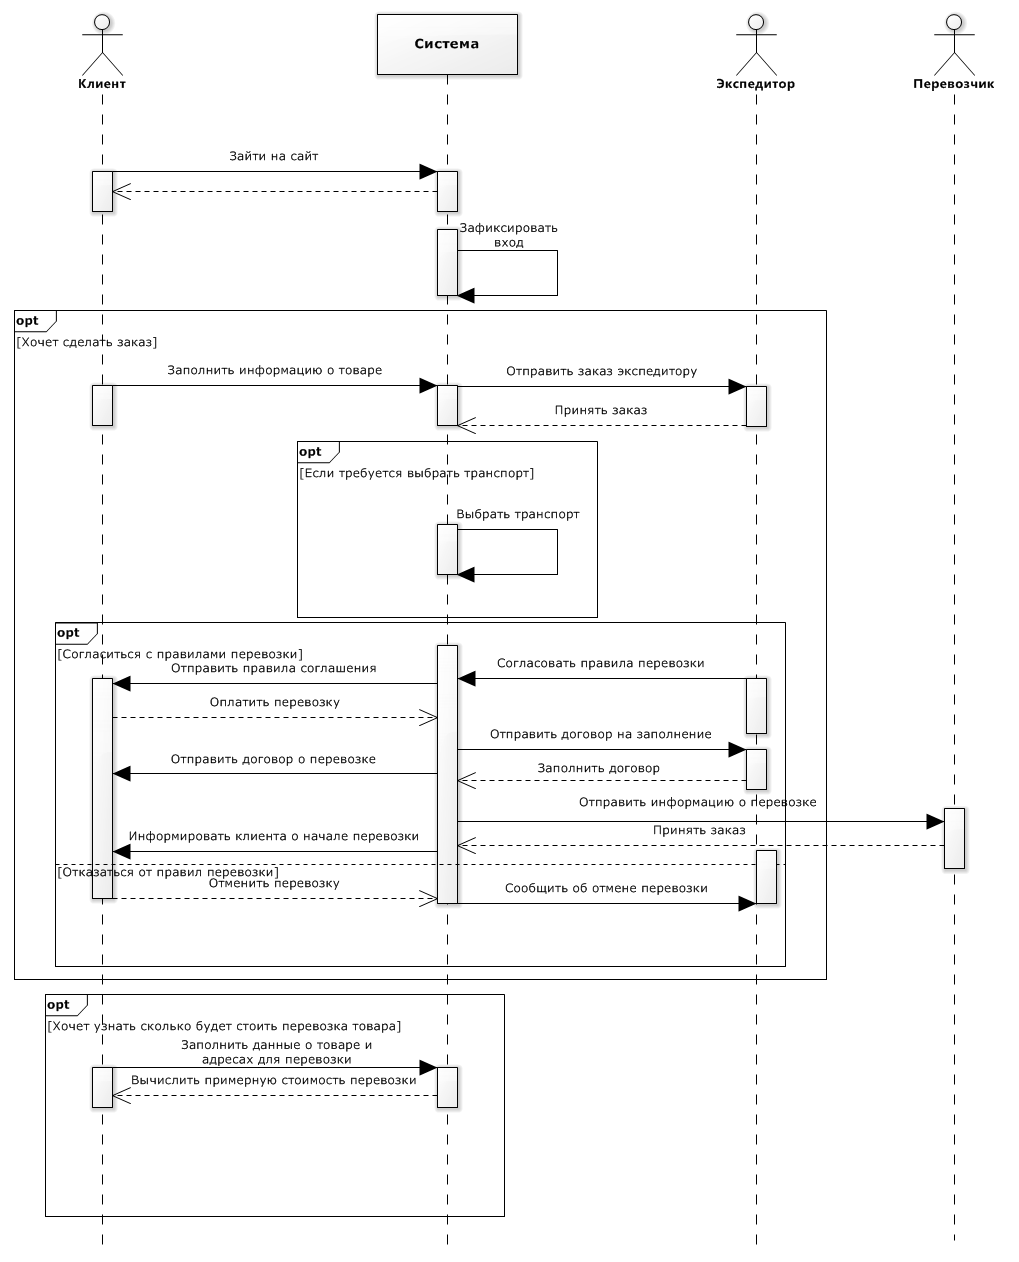 Клиент
Система
Экспедитор
Перевозчик
Зайти на сайт
Зафиксировать
вход
opt
[Хочет сделать заказ]
Заполнить информацию о товаре
Отправить заказ экспедитору
Принять заказ
opt
[Если требуется выбрать транспорт]
Выбрать транспорт
opt
[Согласиться с правилами перевозки]
Согласовать правила перевозки
Отправить правила соглашения
Оплатить перевозку
Отправить договор на заполнение
Отправить договор о перевозке
Заполнить договор
Отправить информацию о перевозке
Принять заказ
Информировать клиента о начале перевозки
[Отказаться от правил перевозки]
Отменить перевозку
Сообщить об отмене перевозки
opt
[Хочет узнать сколько будет стоить перевозка товара]
Заполнить данные о товаре и
адресах для перевозки
Вычислить примерную стоимость перевозки